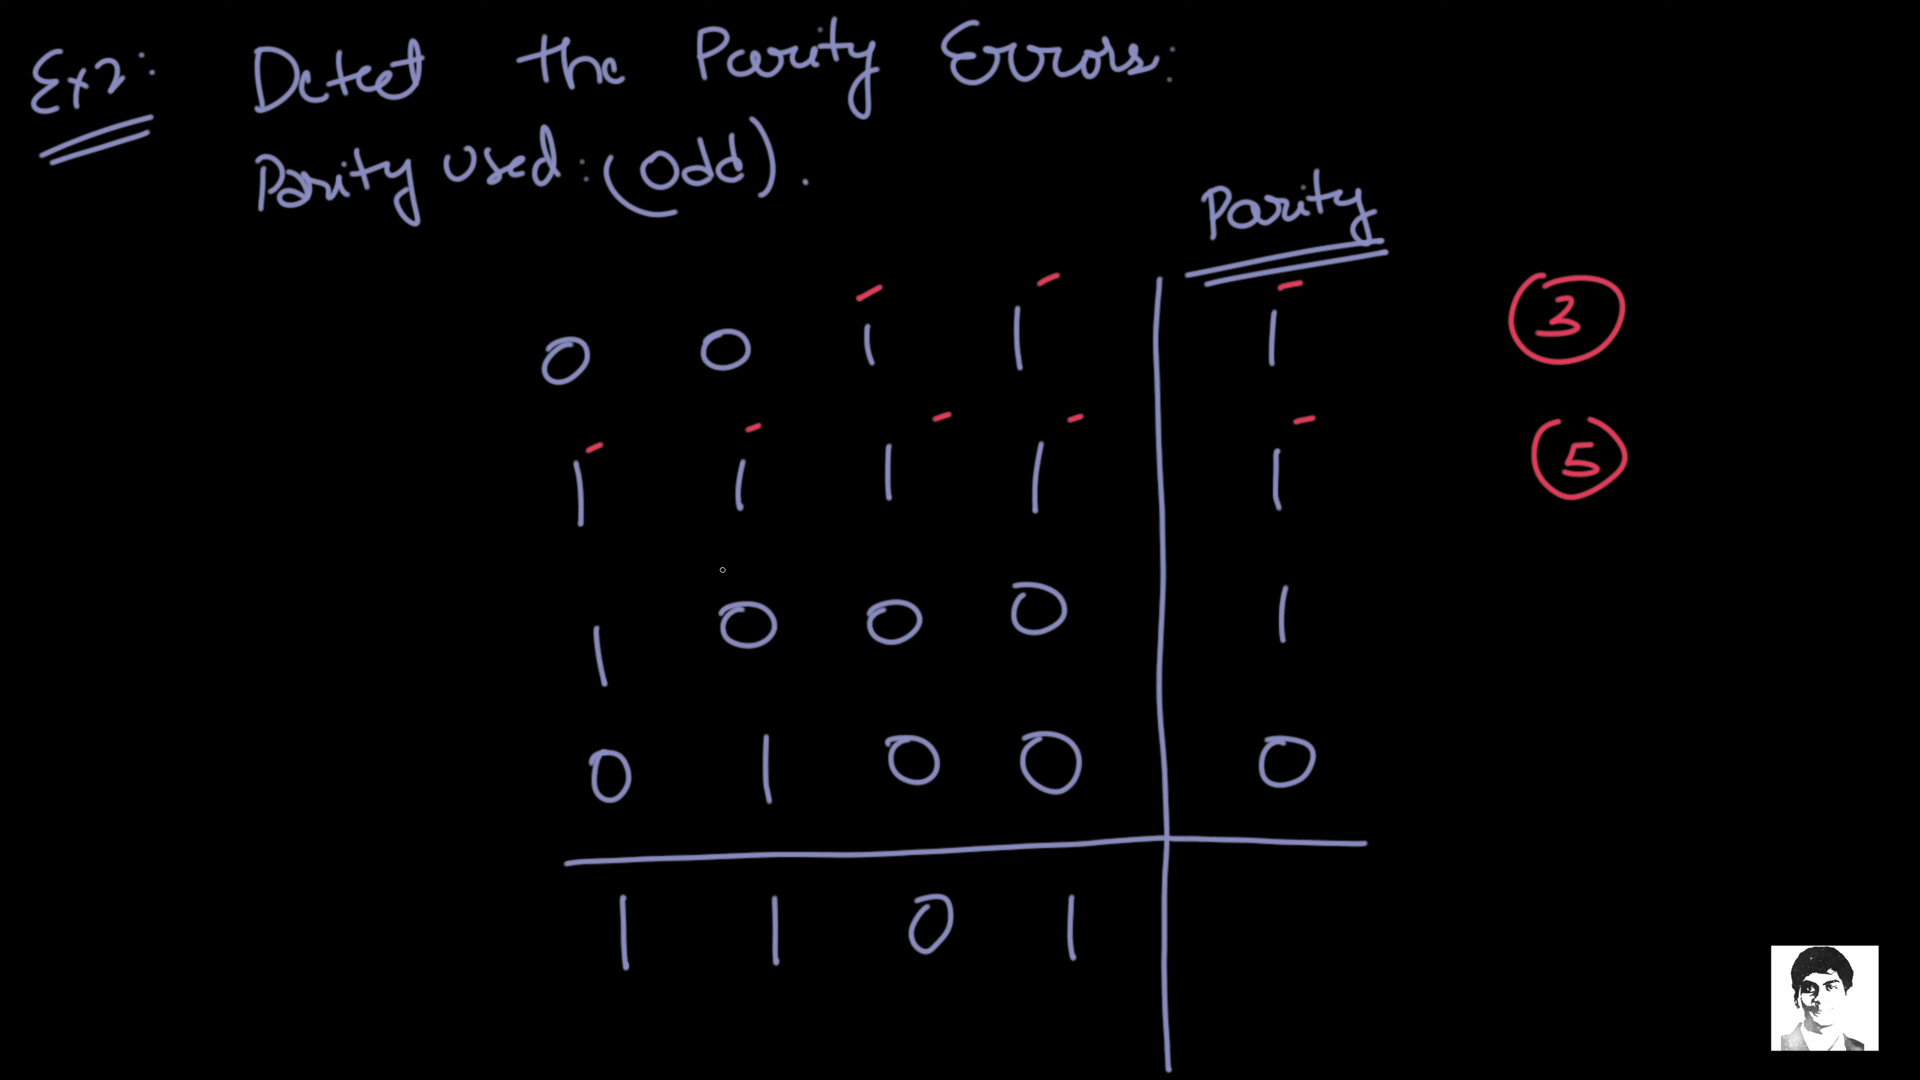 Ex2: Detect the Parity Errors:
Parity used: (Odd).
Parity
0 0 1 1 1 3
1 1 1 1 1 5
1 0 0 0 1
0 1 0 0 0
1 1 0 1